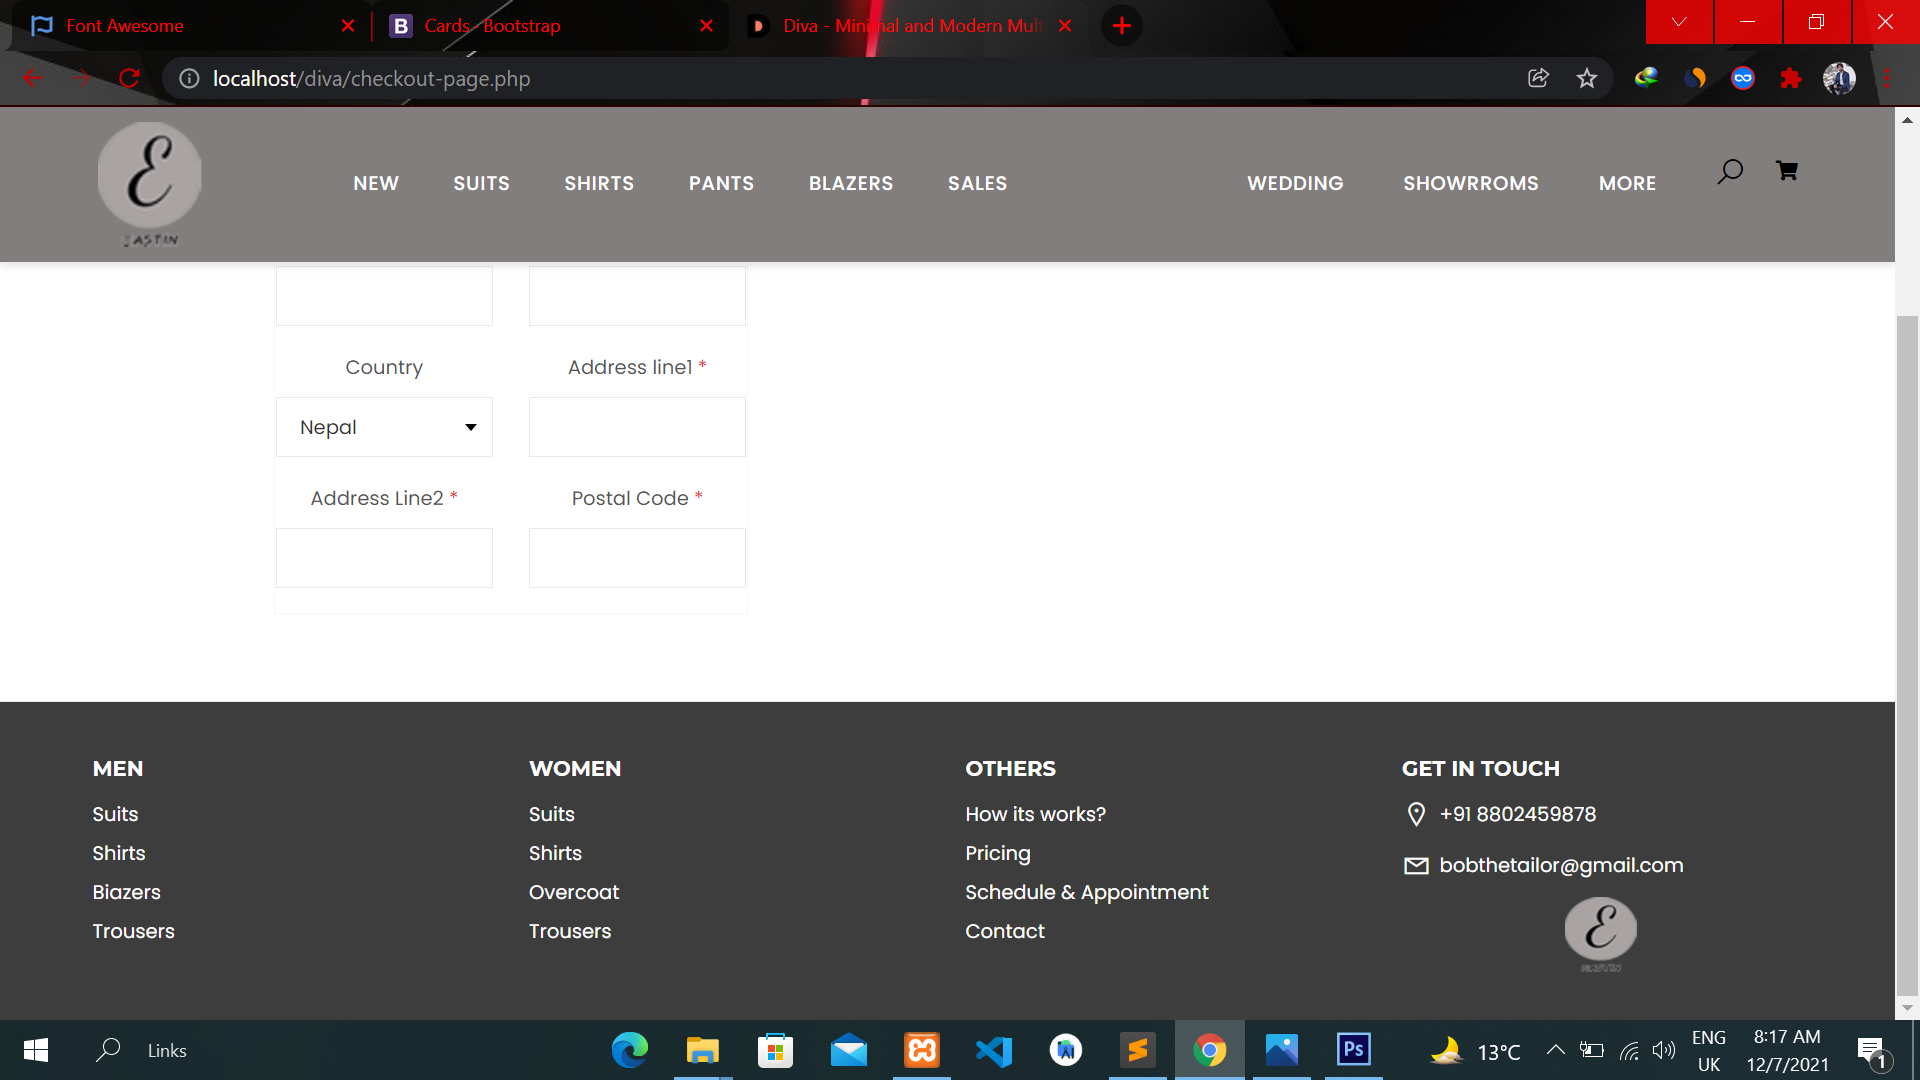 Font Awesome
Cards · Bootstrap
Diva - Minimal and Modern Mult
localhost/diva/checkout-page.php
NEW SUITS SHIRTS PANTS BLAZERS SALES WEDDING SHOWRROMS MORE
Country Address line1 *
Nepal
Address Line2 * Postal Code *
MEN
Suits
Shirts
Biazers
Trousers
WOMEN
Suits
Shirts
Overcoat
Trousers
OTHERS
How its works?
Pricing
Schedule & Appointment
Contact
GET IN TOUCH
+91 8802459878
bobthetailor@gmail.com
Links
13°C
ENG
UK
8:17 AM
12/7/2021
1
Ps